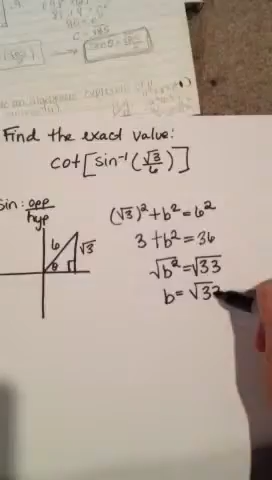 Find the exact value:
cot[sin⁻¹(√3/6)]
sin: opp/hyp
6
√3
θ
(√3)² + b² = 6²
3 + b² = 36
√b² = √33
b = √33